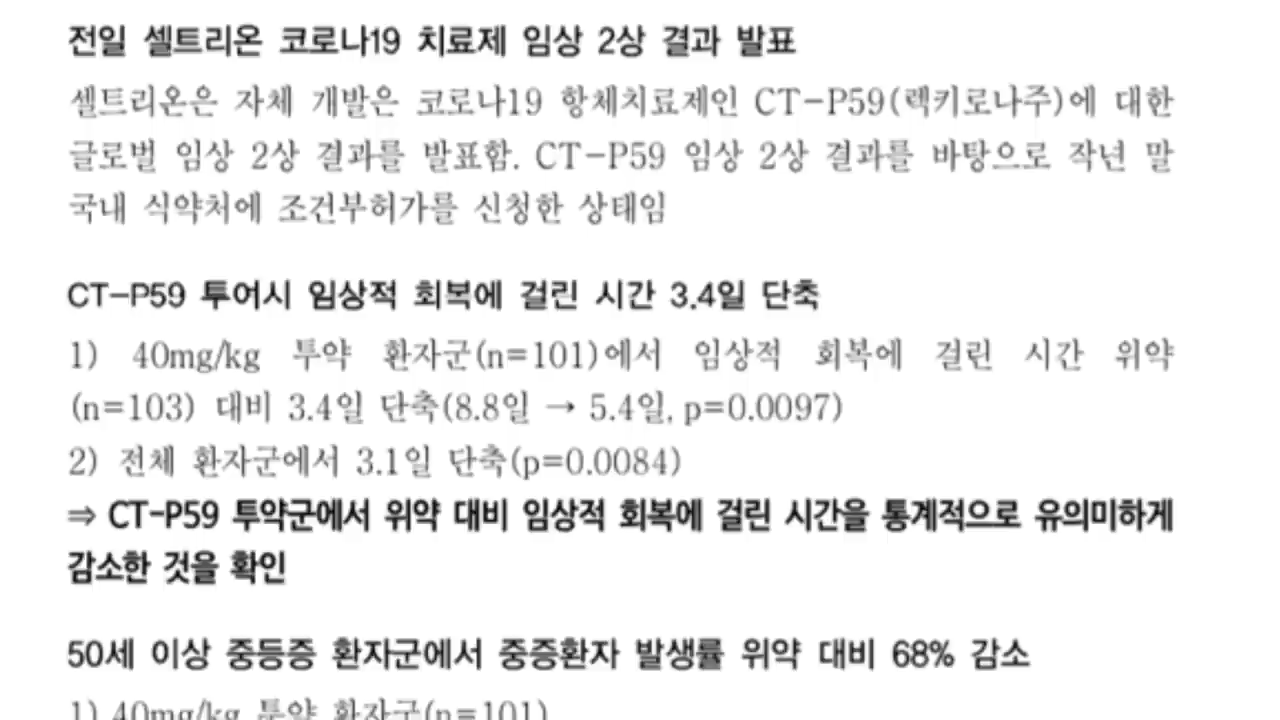 전일 셀트리온 코로나19 치료제 임상 2상 결과 발표
셀트리온은 자체 개발은 코로나19 항체치료제인 CT-P59(렉키로나주)에 대한
글로벌 임상 2상 결과를 발표함. CT-P59 임상 2상 결과를 바탕으로 작년 말
국내 식약처에 조건부허가를 신청한 상태임
CT-P59 투어시 임상적 회복에 걸린 시간 3.4일 단축
1) 40mg/kg 투약 환자군(n=101)에서 임상적 회복에 걸린 시간 위약
(n=103) 대비 3.4일 단축(8.8일 → 5.4일, p=0.0097)
2) 전체 환자군에서 3.1일 단축(p=0.0084)
⇒ CT-P59 투약군에서 위약 대비 임상적 회복에 걸린 시간을 통계적으로 유의미하게
감소한 것을 확인
50세 이상 중등증 환자군에서 중증환자 발생률 위약 대비 68% 감소
1) 40mg/kg 투약 환자군(n=101)